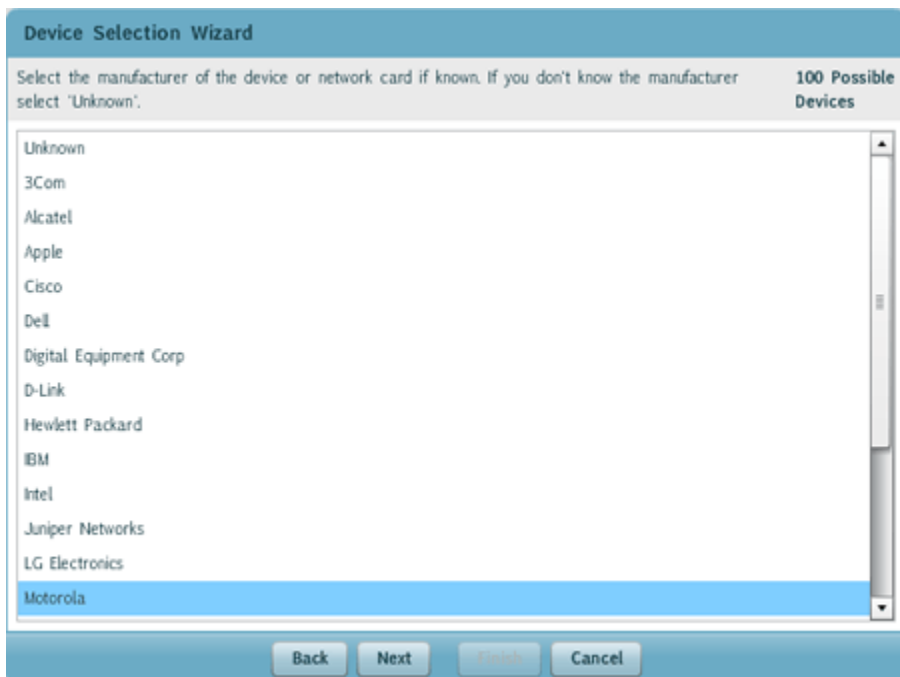 Device Selection Wizard
Select the manufacturer of the device or network card if known. If you don't know the manufacturer
select 'Unknown'.
100 Possible
Devices
Unknown
3Com
Alcatel
Apple
Cisco
Dell
Digital Equipment Corp
D-Link
Hewlett Packard
IBM
Intel
Juniper Networks
LG Electronics
Motorola
Back Next Finish Cancel